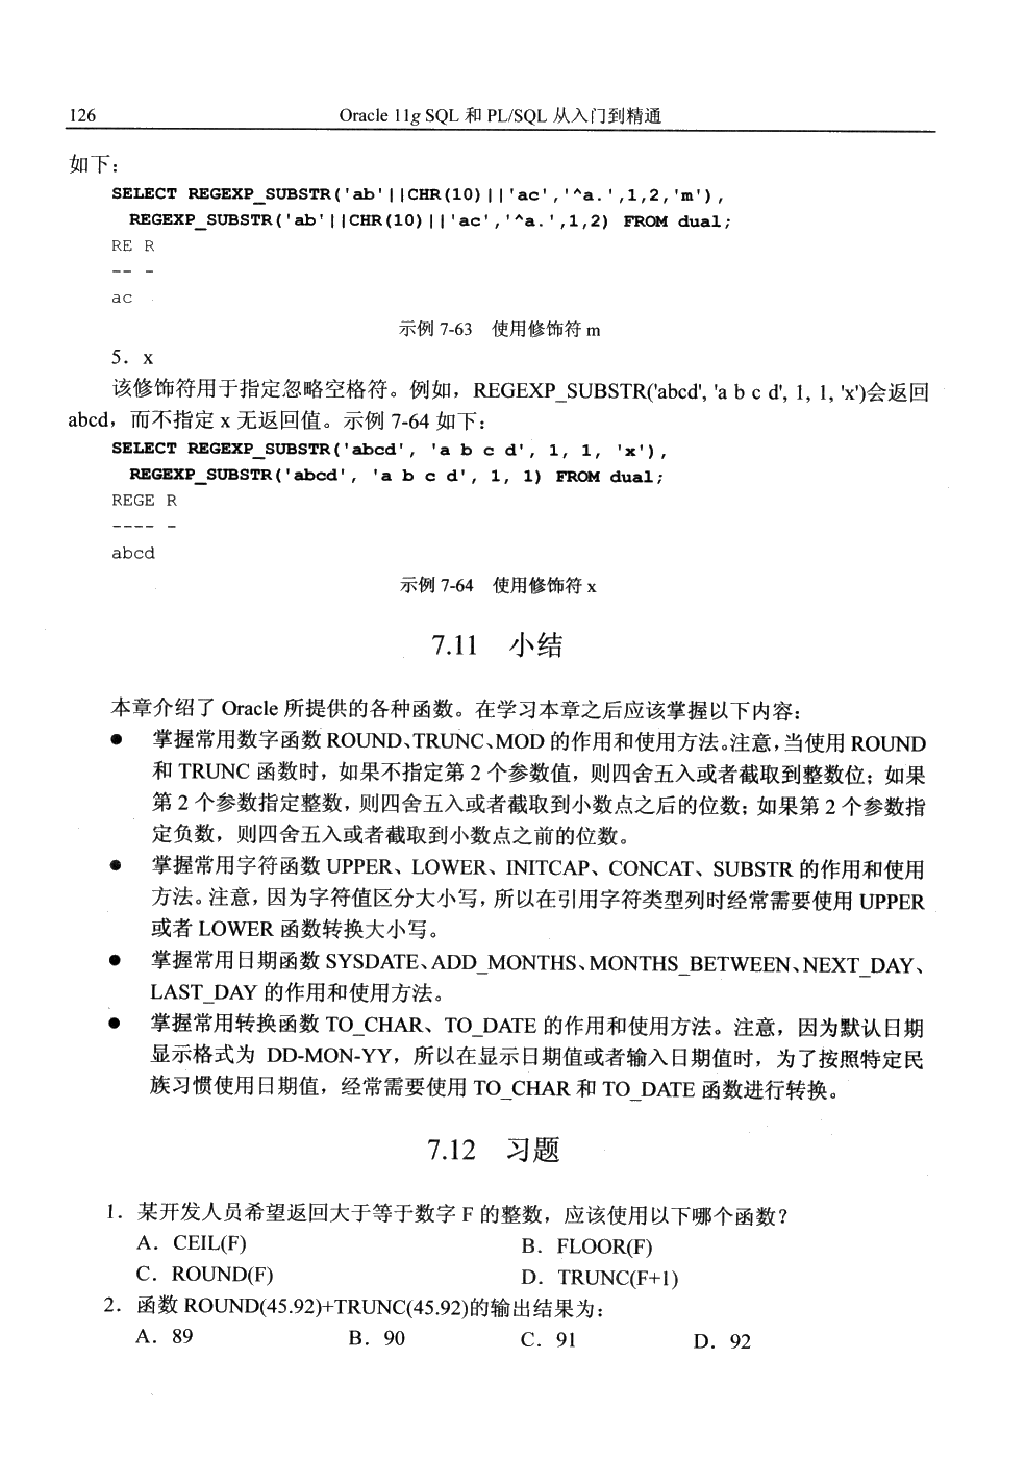 126 Oracle 11g SQL 和 PL/SQL 从入门到精通
如下：
SELECT REGEXP_SUBSTR('ab'||CHR(10)||'ac','^a.',1,2,'m'),
REGEXP_SUBSTR('ab'||CHR(10)||'ac','^a.',1,2) FROM dual;
RE R
-- -
ac
示例 7-63 使用修饰符 m
5．x
该修饰符用于指定忽略空格符。例如，REGEXP_SUBSTR('abcd', 'a b c d', 1, 1, 'x')会返回
abcd，而不指定 x 无返回值。示例 7-64 如下：
SELECT REGEXP_SUBSTR('abcd', 'a b c d', 1, 1, 'x'),
REGEXP_SUBSTR('abcd', 'a b c d', 1, 1) FROM dual;
REGE R
---- -
abcd
示例 7-64 使用修饰符 x
7.11 小结
本章介绍了 Oracle 所提供的各种函数。在学习本章之后应该掌握以下内容：
● 掌握常用数字函数 ROUND、TRUNC、MOD 的作用和使用方法。注意，当使用 ROUND
和 TRUNC 函数时，如果不指定第 2 个参数值，则四舍五入或者截取到整数位；如果
第 2 个参数指定整数，则四舍五入或者截取到小数点之后的位数；如果第 2 个参数指
定负数，则四舍五入或者截取到小数点之前的位数。
● 掌握常用字符函数 UPPER、LOWER、INITCAP、CONCAT、SUBSTR 的作用和使用
方法。注意，因为字符值区分大小写，所以在引用字符类型列时经常需要使用 UPPER
或者 LOWER 函数转换大小写。
● 掌握常用日期函数 SYSDATE、ADD_MONTHS、MONTHS_BETWEEN、NEXT_DAY、
LAST_DAY 的作用和使用方法。
● 掌握常用转换函数 TO_CHAR、TO_DATE 的作用和使用方法。注意，因为默认日期
显示格式为 DD-MON-YY，所以在显示日期值或者输入日期值时，为了按照特定民
族习惯使用日期值，经常需要使用 TO_CHAR 和 TO_DATE 函数进行转换。
7.12 习题
1．某开发人员希望返回大于等于数字 F 的整数，应该使用以下哪个函数？
A．CEIL(F) B．FLOOR(F)
C．ROUND(F) D．TRUNC(F+1)
2．函数 ROUND(45.92)+TRUNC(45.92)的输出结果为：
A．89 B．90 C．91 D．92